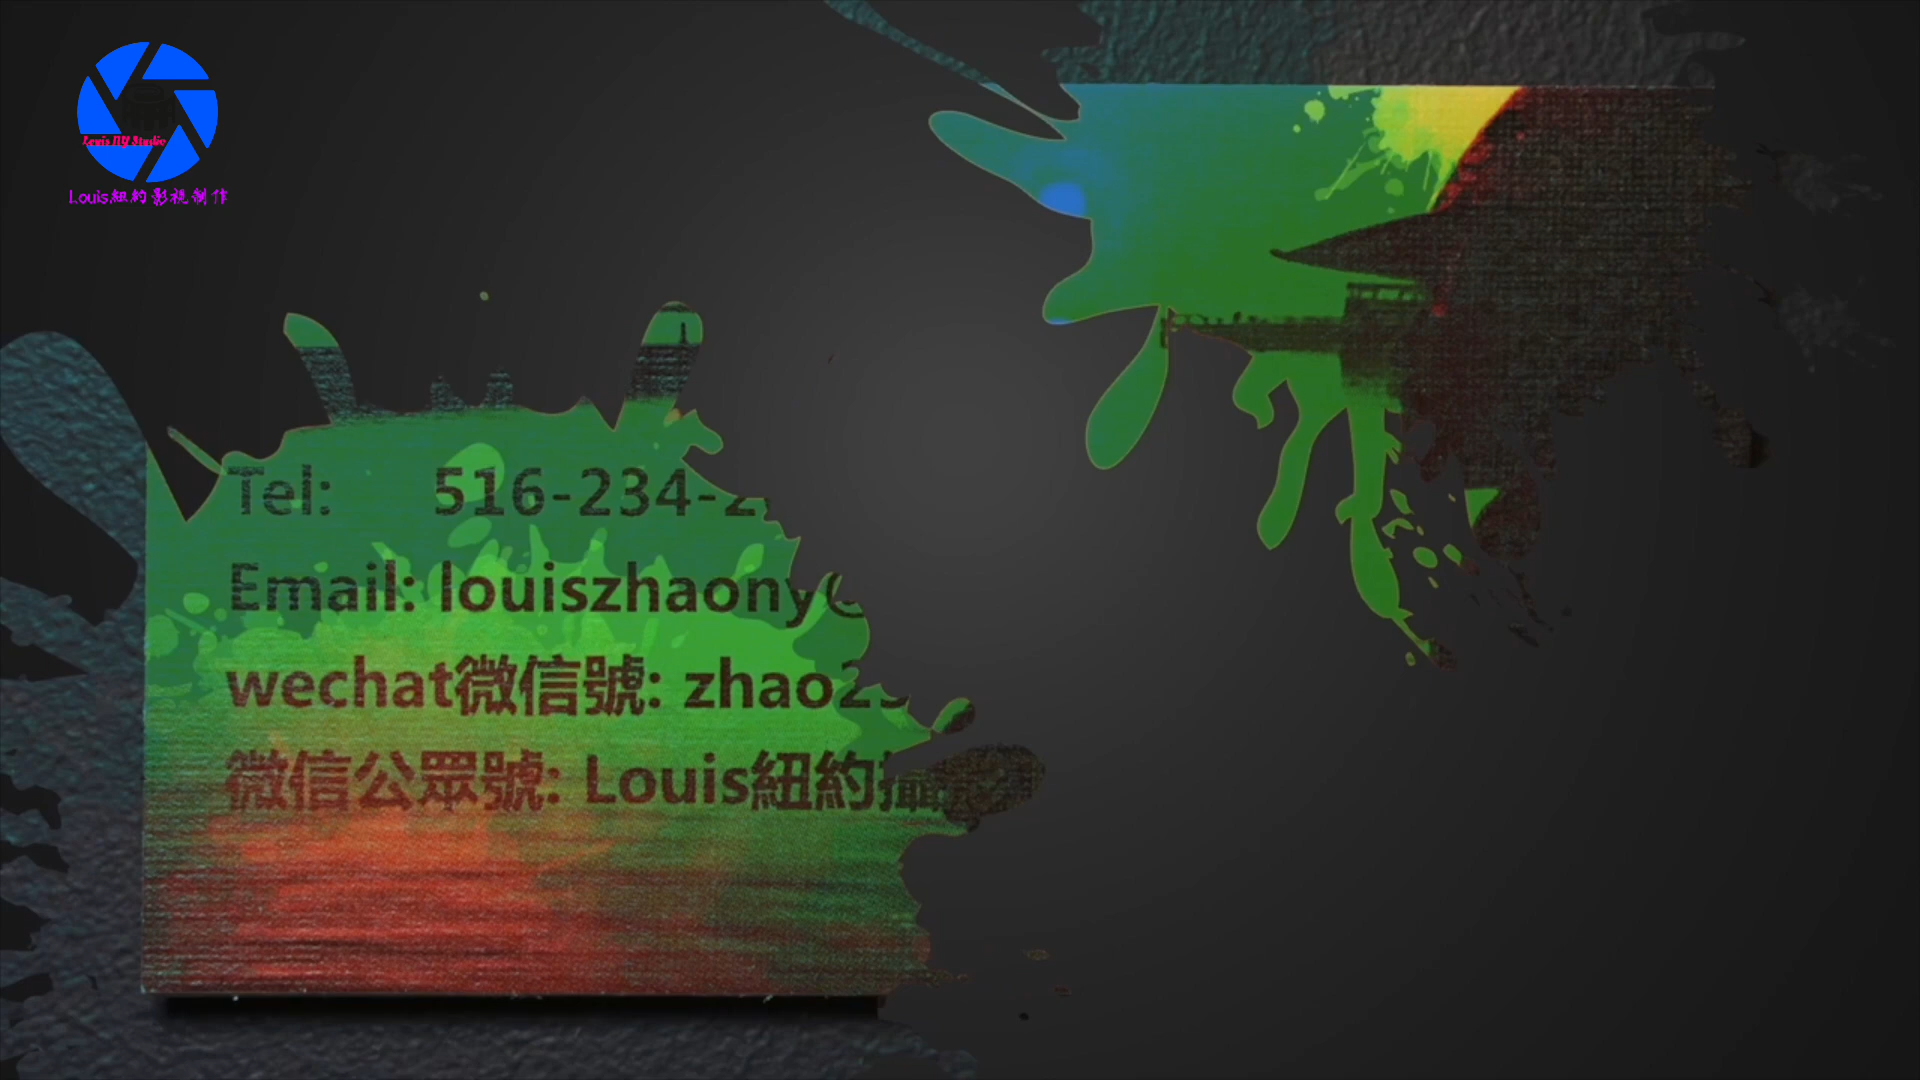 Louis NY Studio
Louis紐約影視制作
Tel: 516-234-2
Email: louiszhaony@
wechat微信號: zhao2
微信公眾號: Louis紐約攝